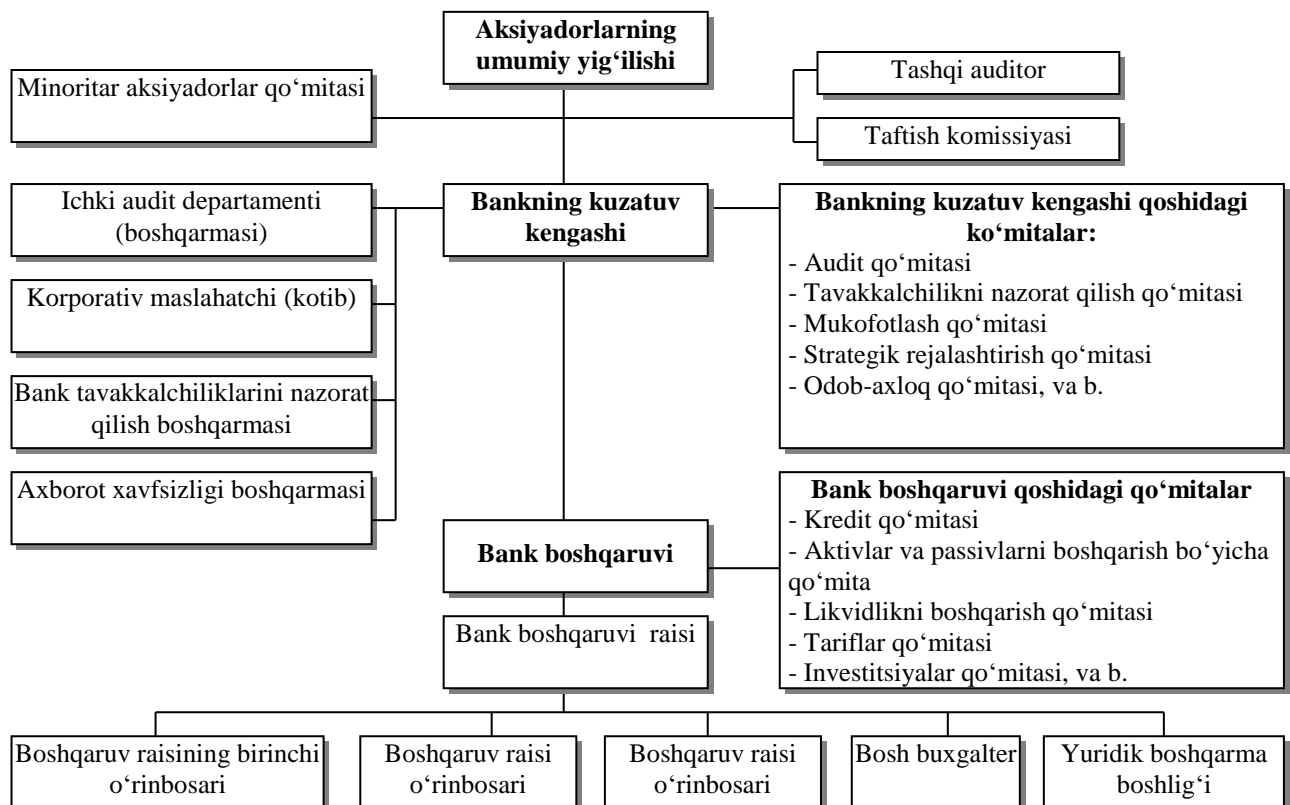 Aksiyadorlarning
umumiy yig‘ilishi
Minoritar aksiyadorlar qo‘mitasi
Tashqi auditor
Taftish komissiyasi
Ichki audit departamenti
(boshqarmasi)
Bankning kuzatuv
kengashi
Bankning kuzatuv kengashi qoshidagi
ko‘mitalar:
- Audit qo‘mitasi
- Tavakkalchilikni nazorat qilish qo‘mitasi
- Mukofotlash qo‘mitasi
- Strategik rejalashtirish qo‘mitasi
- Odob-axloq qo‘mitasi, va b.
Korporativ maslahatchi (kotib)
Bank tavakkalchiliklarini nazorat
qilish boshqarmasi
Axborot xavfsizligi boshqarmasi
Bank boshqaruvi
Bank boshqaruvi qoshidagi qo‘mitalar
- Kredit qo‘mitasi
- Aktivlar va passivlarni boshqarish bo‘yicha
qo‘mita
- Likvidlikni boshqarish qo‘mitasi
- Tariflar qo‘mitasi
- Investitsiyalar qo‘mitasi, va b.
Bank boshqaruvi raisi
Boshqaruv raisining birinchi
o‘rinbosari
Boshqaruv raisi
o‘rinbosari
Boshqaruv raisi
o‘rinbosari
Bosh buxgalter
Yuridik boshqarma
boshlig‘i